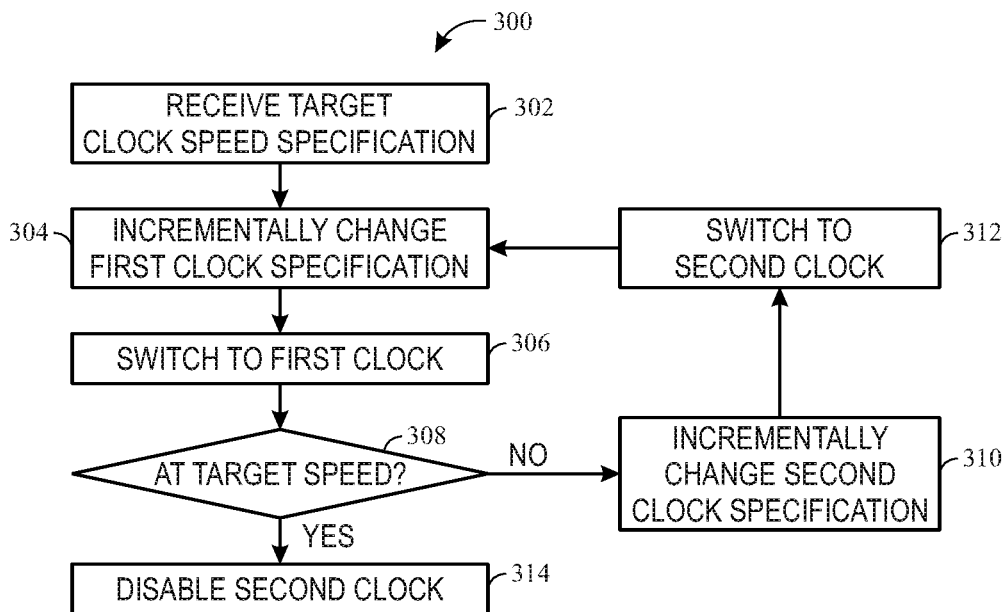 300
RECEIVE TARGET
CLOCK SPEED SPECIFICATION
302
304
INCREMENTALLY CHANGE
FIRST CLOCK SPECIFICATION
SWITCH TO
SECOND CLOCK
312
SWITCH TO FIRST CLOCK
306
308
AT TARGET SPEED?
NO
INCREMENTALLY
CHANGE SECOND
CLOCK SPECIFICATION
310
YES
DISABLE SECOND CLOCK
314